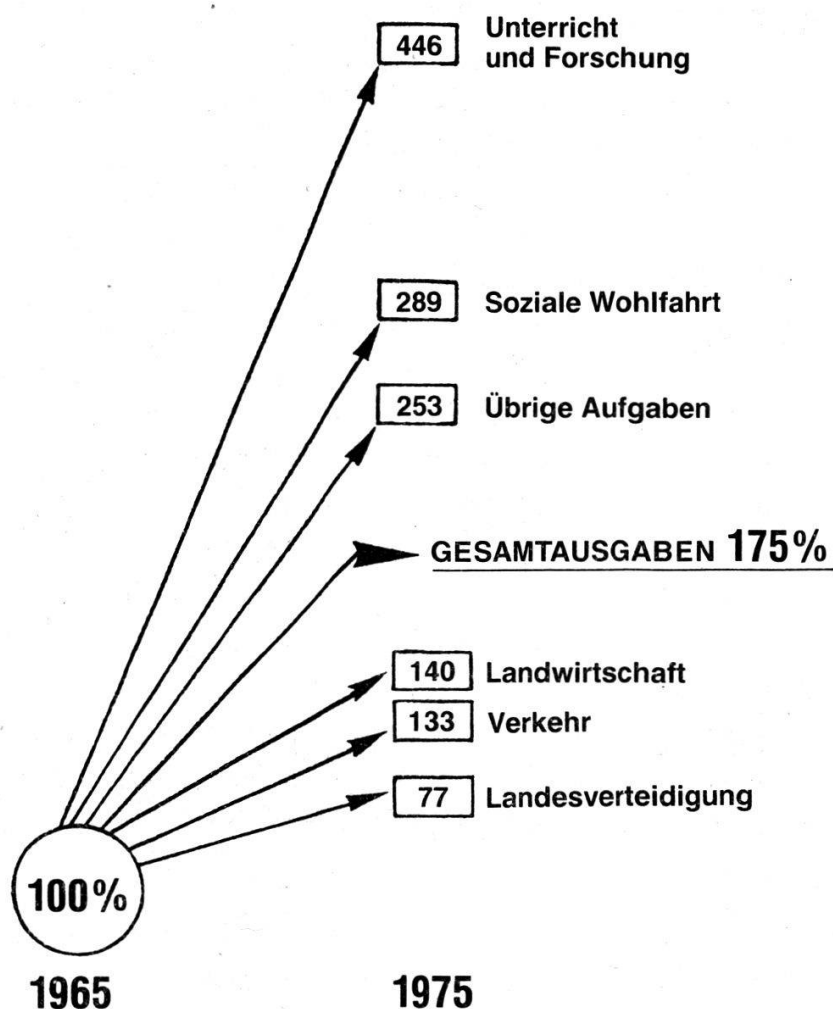 446 Unterricht
und Forschung
289 Soziale Wohlfahrt
253 Übrige Aufgaben
GESAMTAUSGABEN 175%
140 Landwirtschaft
133 Verkehr
77 Landesverteidigung
100%
1965 1975